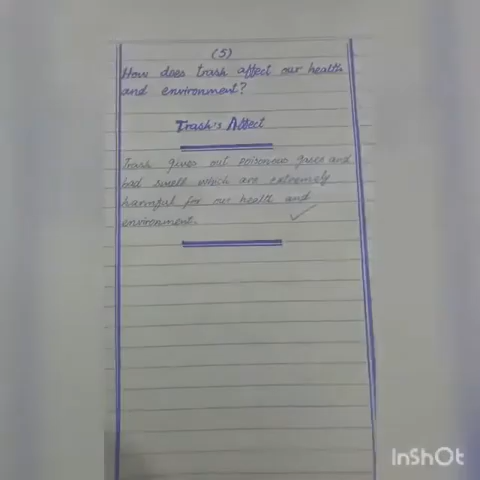 (5)
How does trash affect our health
and environment?
Trash's Affect
Trash gives out poisonous gases and
bad smell which are extremely
harmful for our health and
environment.
InShOt